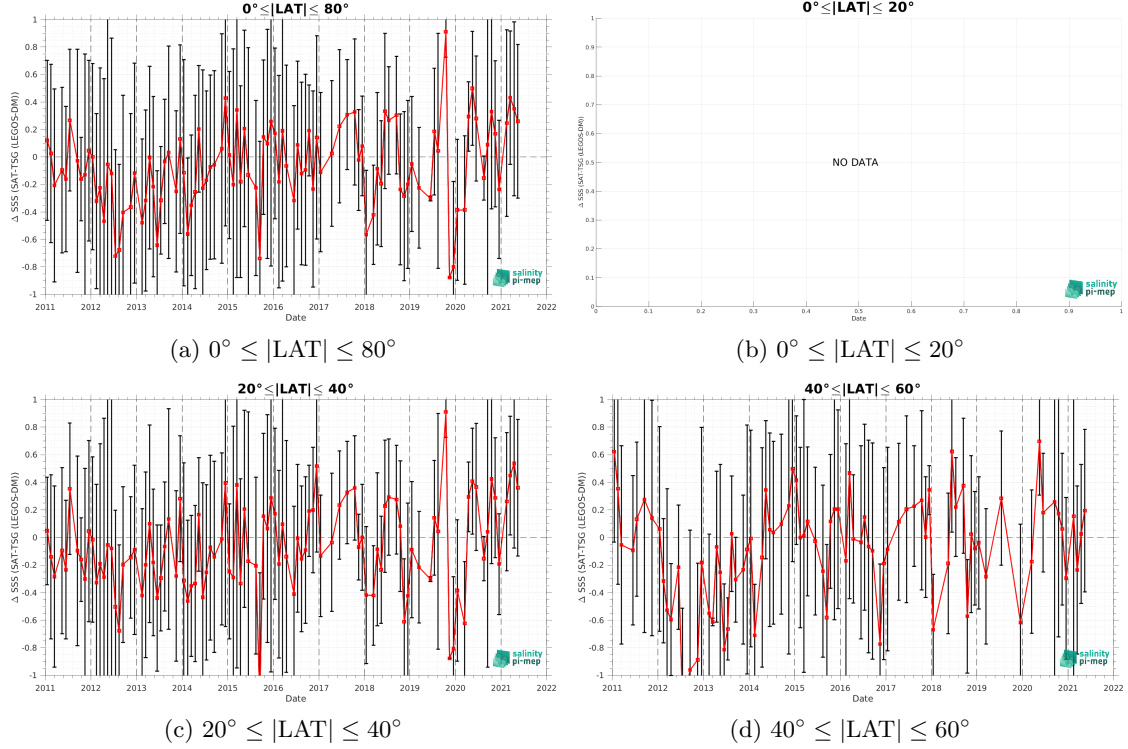 0°≤|LAT|≤ 80°
Δ SSS (SAT-TSG (LEGOS-DM))
1
0.8
0.6
0.4
0.2
0
-0.2
-0.4
-0.6
-0.8
-1
2011 2012 2013 2014 2015 2016 2017 2018 2019 2020 2021 2022
Date
salinity
pi-mep
(a) 0° ≤ |LAT| ≤ 80°
0°≤|LAT|≤ 20°
Δ SSS (SAT-TSG (LEGOS-DM))
1
0.9
0.8
0.7
0.6
0.5
0.4
0.3
0.2
0.1
0
NO DATA
0 0.1 0.2 0.3 0.4 0.5 0.6 0.7 0.8 0.9 1
Date
salinity
pi-mep
(b) 0° ≤ |LAT| ≤ 20°
20°≤|LAT|≤ 40°
Δ SSS (SAT-TSG (LEGOS-DM))
1
0.8
0.6
0.4
0.2
0
-0.2
-0.4
-0.6
-0.8
-1
2011 2012 2013 2014 2015 2016 2017 2018 2019 2020 2021 2022
Date
salinity
pi-mep
(c) 20° ≤ |LAT| ≤ 40°
40°≤|LAT|≤ 60°
Δ SSS (SAT-TSG (LEGOS-DM))
1
0.8
0.6
0.4
0.2
0
-0.2
-0.4
-0.6
-0.8
-1
2011 2012 2013 2014 2015 2016 2017 2018 2019 2020 2021 2022
Date
salinity
pi-mep
(d) 40° ≤ |LAT| ≤ 60°